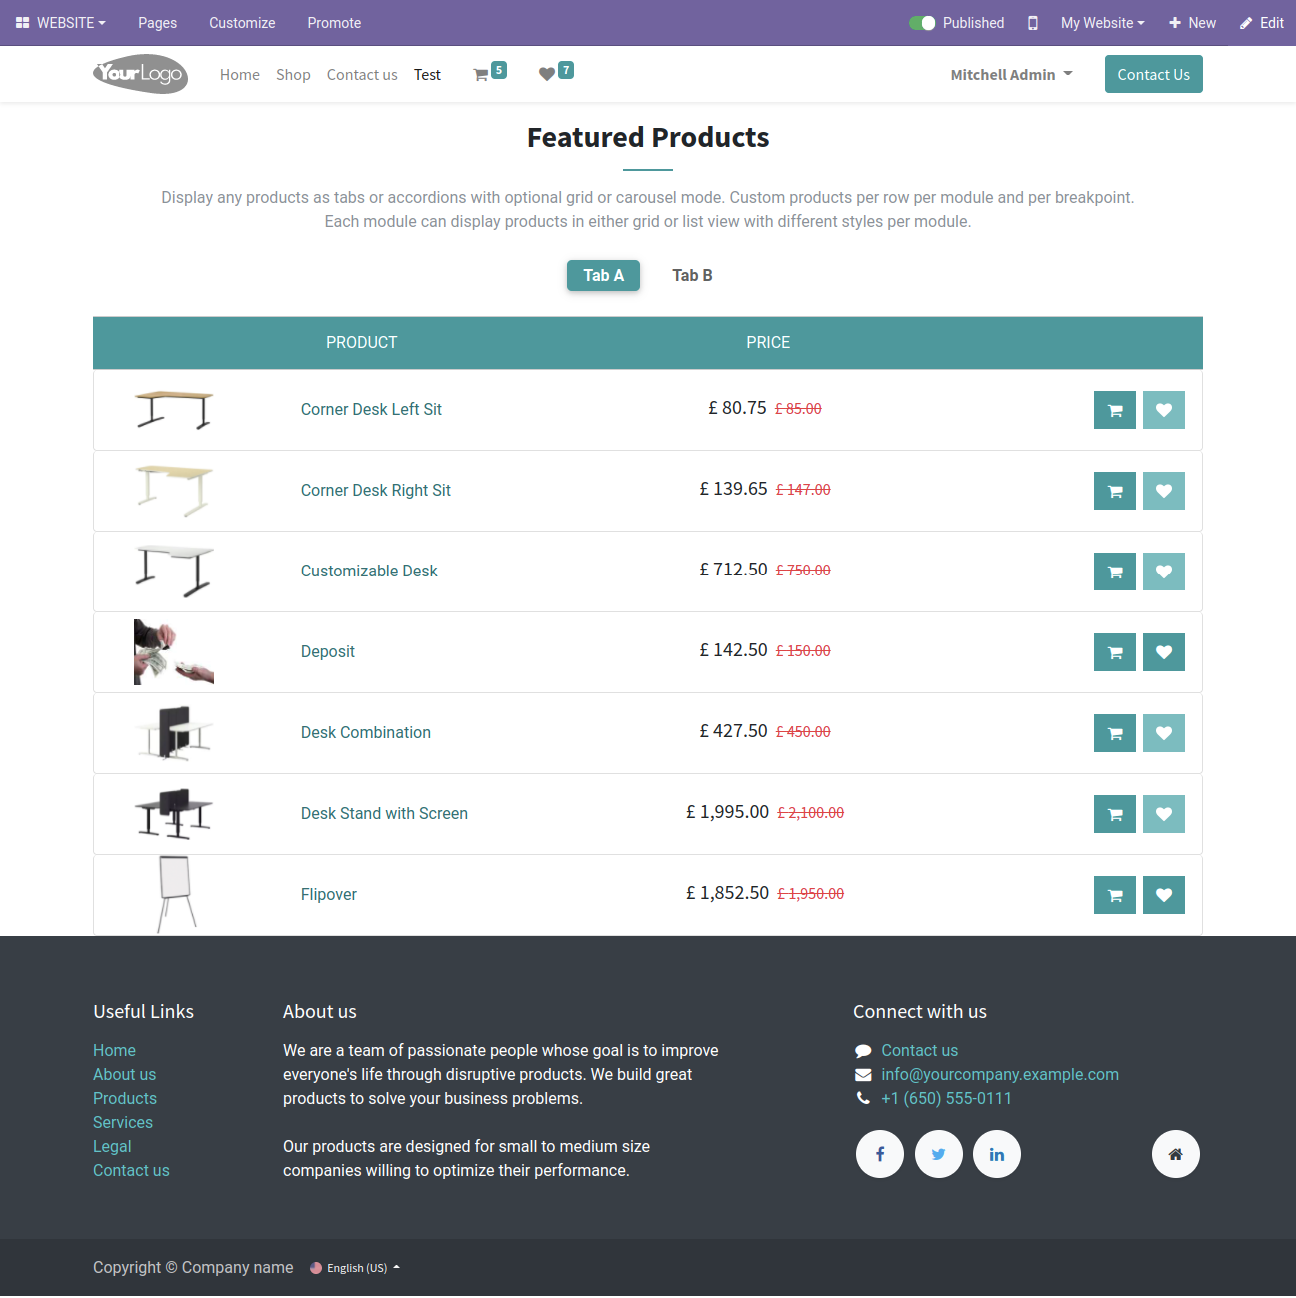 WEBSITE Pages Customize Promote Published My Website New Edit
YourLogo Home Shop Contact us Test 5 7 Mitchell Admin Contact Us
Featured Products
Display any products as tabs or accordions with optional grid or carousel mode. Custom products per row per module and per breakpoint.
Each module can display products in either grid or list view with different styles per module.
Tab A Tab B
PRODUCT PRICE
Corner Desk Left Sit £ 80.75 £ 85.00
Corner Desk Right Sit £ 139.65 £ 147.00
Customizable Desk £ 712.50 £ 750.00
Deposit £ 142.50 £ 150.00
Desk Combination £ 427.50 £ 450.00
Desk Stand with Screen £ 1,995.00 £ 2,100.00
Flipover £ 1,852.50 £ 1,950.00
Useful Links
Home
About us
Products
Services
Legal
Contact us
About us
We are a team of passionate people whose goal is to improve
everyone's life through disruptive products. We build great
products to solve your business problems.
Our products are designed for small to medium size
companies willing to optimize their performance.
Connect with us
Contact us
info@yourcompany.example.com
+1 (650) 555-0111
Copyright © Company name English (US)